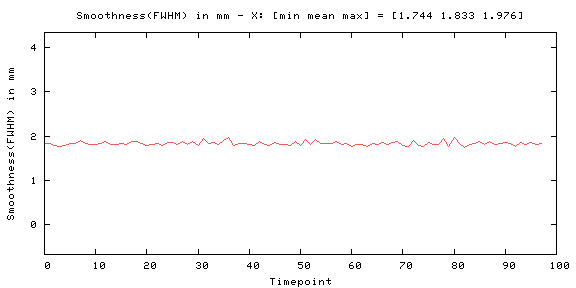 Smoothness(FWHM) in mm - X: [min mean max] = [1.744 1.833 1.976]
4
3
2
1
0
Smoothness(FWHM) in mm
0 10 20 30 40 50 60 70 80 90 100
Timepoint